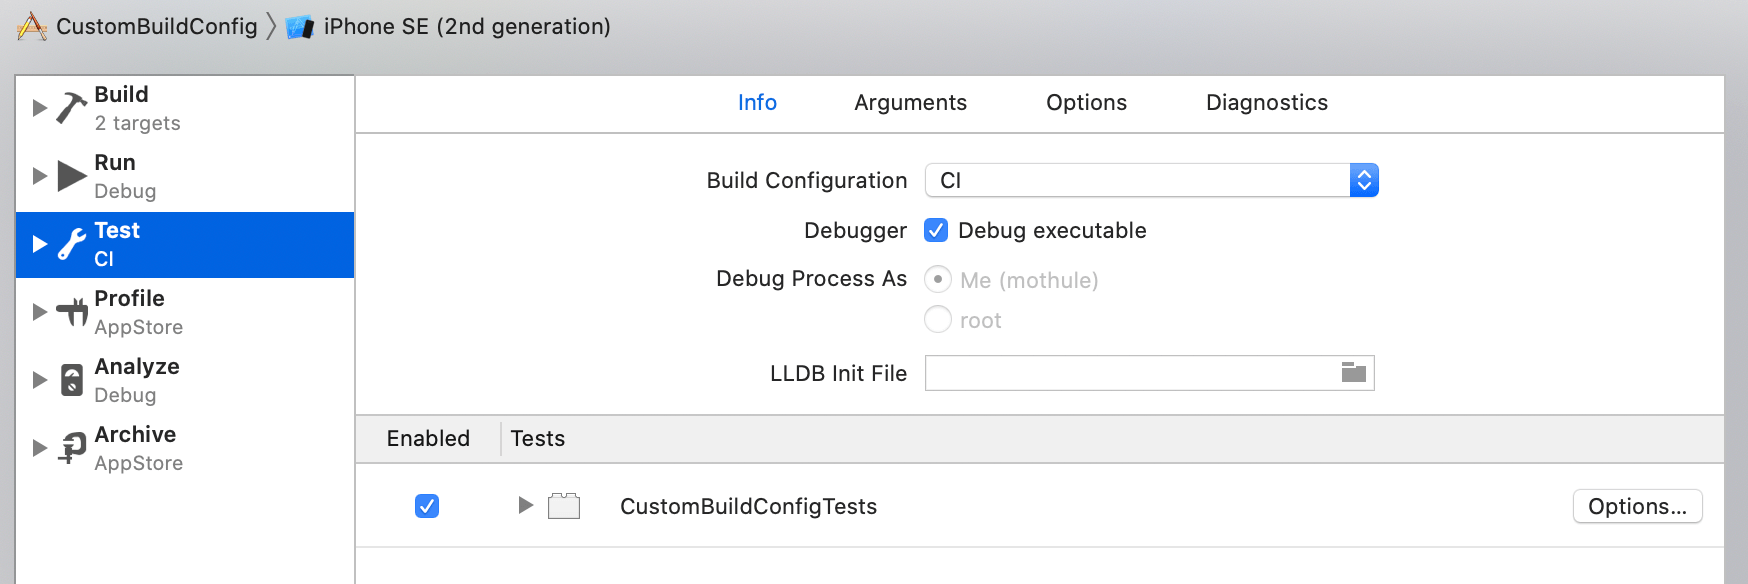 CustomBuildConfig iPhone SE (2nd generation)
Build
2 targets
Run
Debug
Test
CI
Profile
AppStore
Analyze
Debug
Archive
AppStore
Info Arguments Options Diagnostics
Build Configuration CI
Debugger Debug executable
Debug Process As Me (mothule)
root
LLDB Init File
Enabled Tests
CustomBuildConfigTests Options...